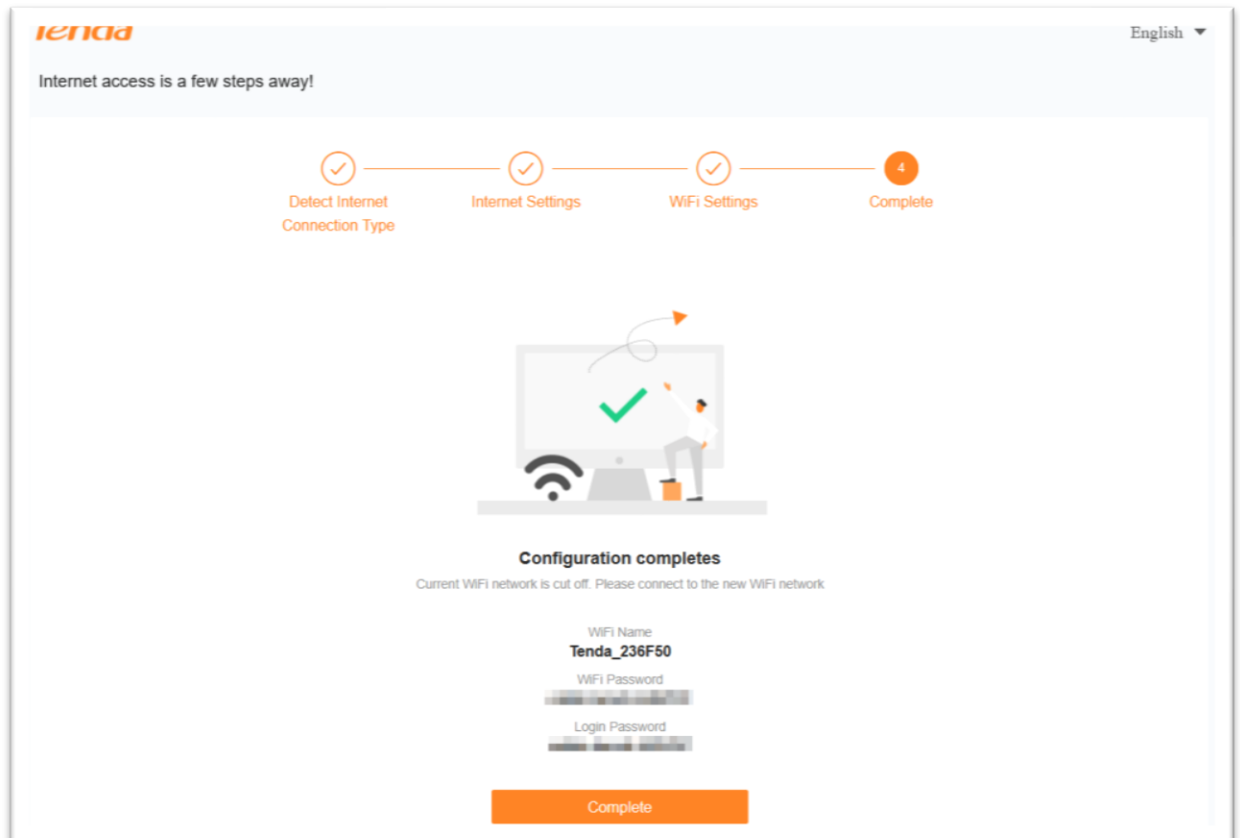 Tenda
English
Internet access is a few steps away!
4
Detect Internet
Connection Type
Internet Settings
WiFi Settings
Complete
Configuration completes
Current WiFi network is cut off. Please connect to the new WiFi network
WiFi Name
Tenda_236F50
WiFi Password
Login Password
Complete